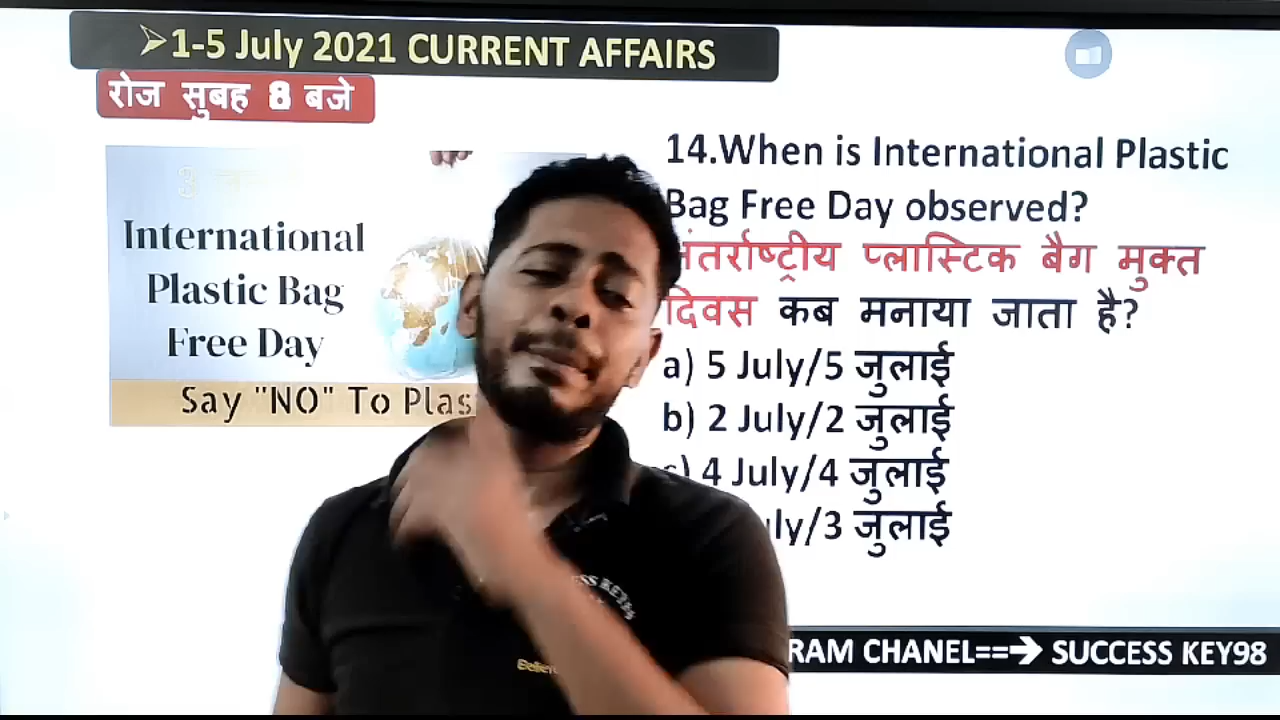 ➢1-5 July 2021 CURRENT AFFAIRS
रोज सुबह 8 बजे
International
Plastic Bag
Free Day
Say "NO" To
14.When is International Plastic
Bag Free Day observed?
प्लास्टिक बैग मुक्त
दिवस कब मनाया जाता है?
a) 5 July/5 जुलाई
b) 2 July/2 जुलाई
c) 4 July/4 जुलाई
/3 जुलाई
CHANEL==➔ SUCCESS KEY98